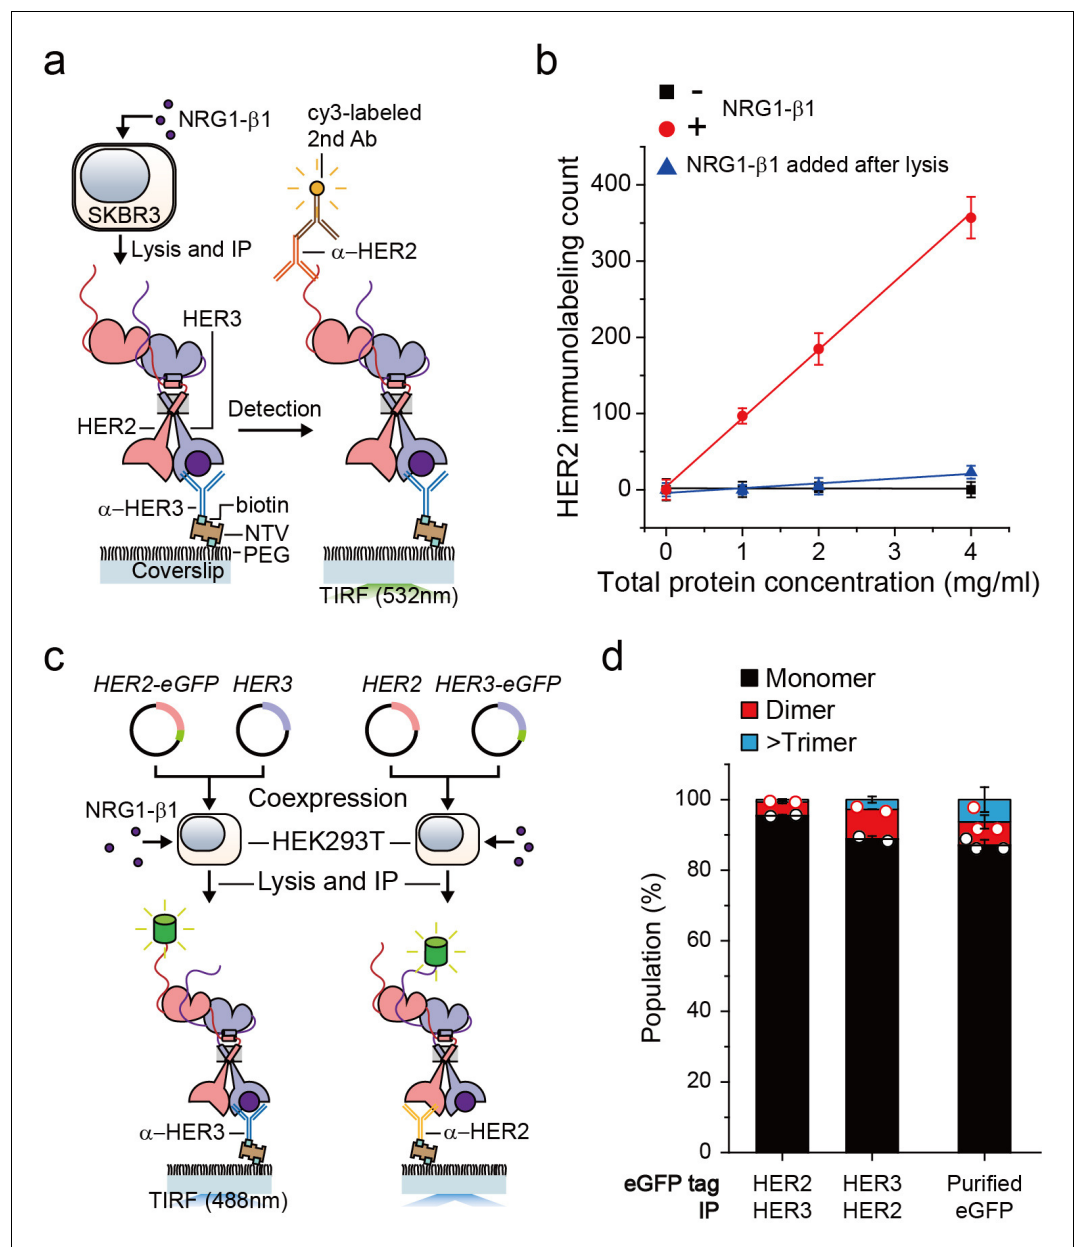 a
NRG1-β1
cy3-labeled
2nd Ab
SKBR3
α–HER2
Lysis and IP
HER3
Detection
HER2
α–HER3
biotin
NTV
PEG
Coverslip
TIRF (532nm)
b
-
+
NRG1-β1
NRG1-β1 added after lysis
HER2 immunolabeling count
400
300
200
100
0
0 1 2 3 4
Total protein concentration (mg/ml)
c
HER2-eGFP HER3 HER2 HER3-eGFP
Coexpression
NRG1-β1
HEK293T
Lysis and IP
α–HER3
α–HER2
TIRF (488nm)
d
Monomer
Dimer
>Trimer
Population (%)
100
80
60
40
20
0
eGFP tag HER2 HER3 Purified
IP HER3 HER2 eGFP